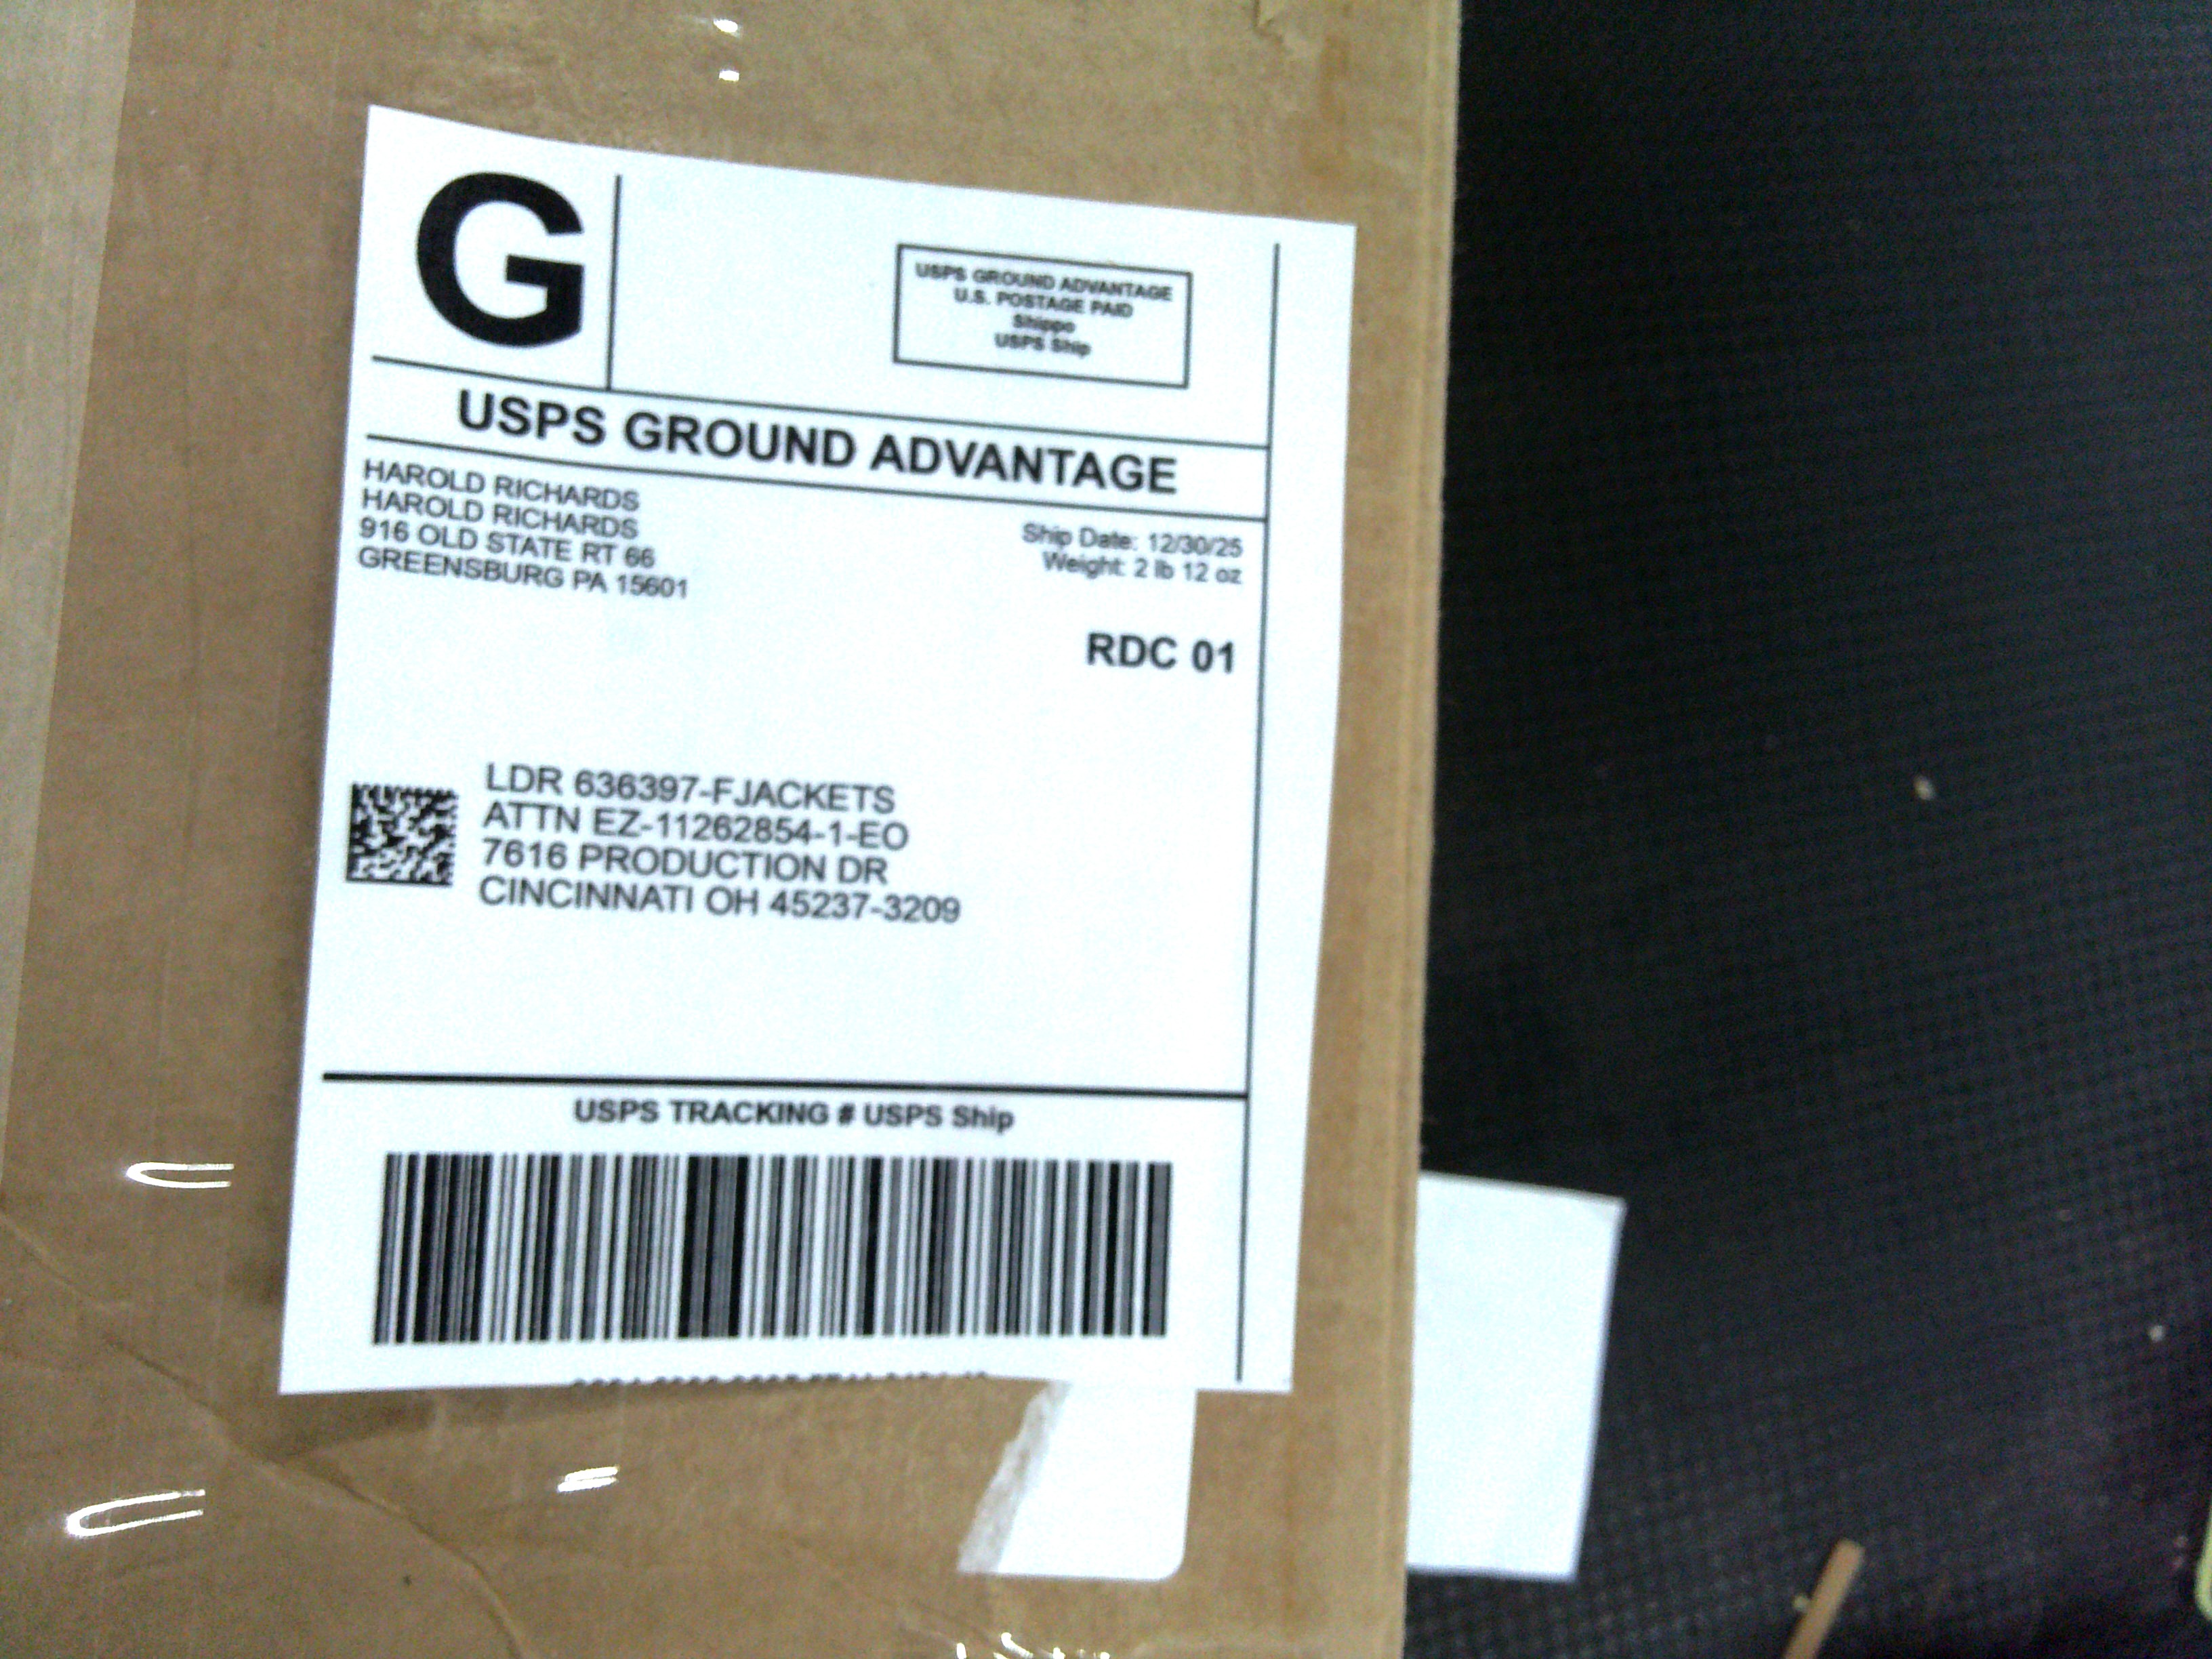 G
USPS GROUND ADVANTAGE
U.S. POSTAGE PAID
Shippo
USPS Ship
USPS GROUND ADVANTAGE
HAROLD RICHARDS
HAROLD RICHARDS
916 OLD STATE RT 66
GREENSBURG PA 15601
Ship Date: 12/30/25
Weight: 2 lb 12 oz
RDC 01
LDR 636397-FJACKETS
ATTN EZ-11262854-1-EO
7616 PRODUCTION DR
CINCINNATI OH 45237-3209
USPS TRACKING # USPS Ship